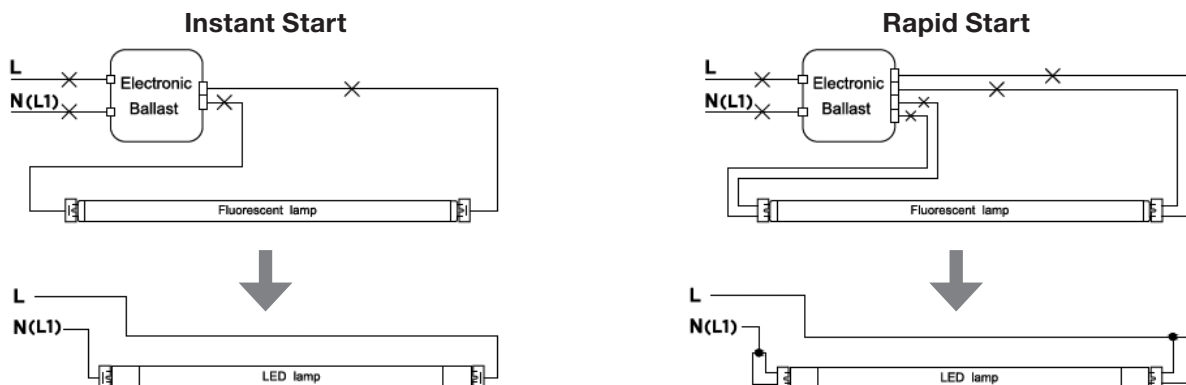 Instant Start
L
N(L1)
Electronic
Ballast
Fluorescent lamp
L
N(L1)
LED lamp
Rapid Start
L
N(L1)
Electronic
Ballast
Fluorescent lamp
L
N(L1)
LED lamp